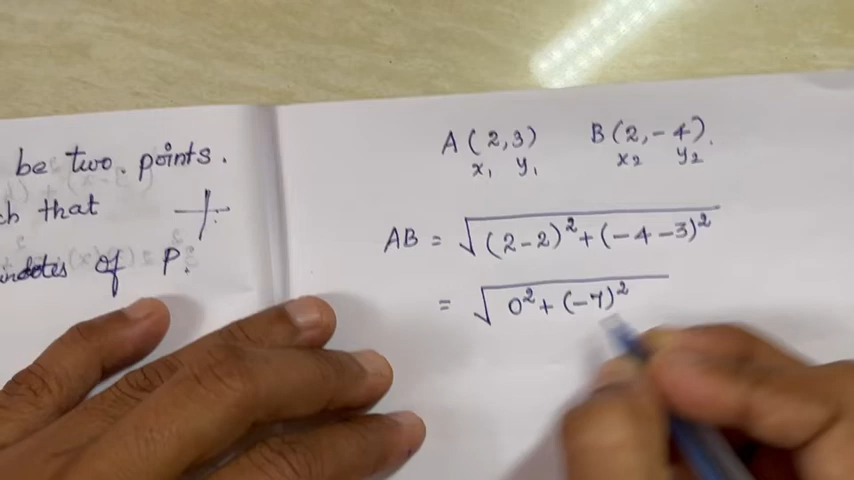 be two points.
ch that
of P.
A(2,3) B(2,-4).
x₁ y₁ x₂ y₂
AB = √(2-2)²+(-4-3)²
= √0²+(-7)²